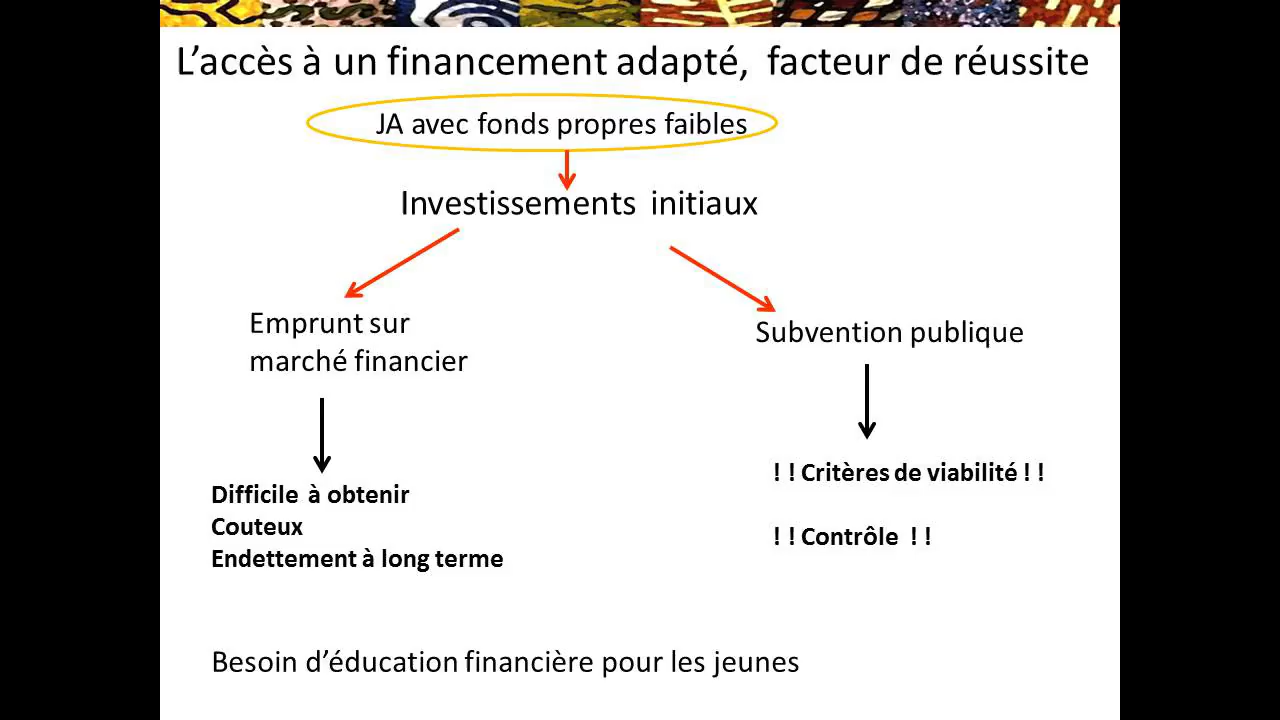 L’accès à un financement adapté, facteur de réussite
JA avec fonds propres faibles
Investissements initiaux
Emprunt sur
marché financier
Subvention publique
Difficile à obtenir
Couteux
Endettement à long terme
! ! Critères de viabilité ! !
! ! Contrôle ! !
Besoin d’éducation financière pour les jeunes